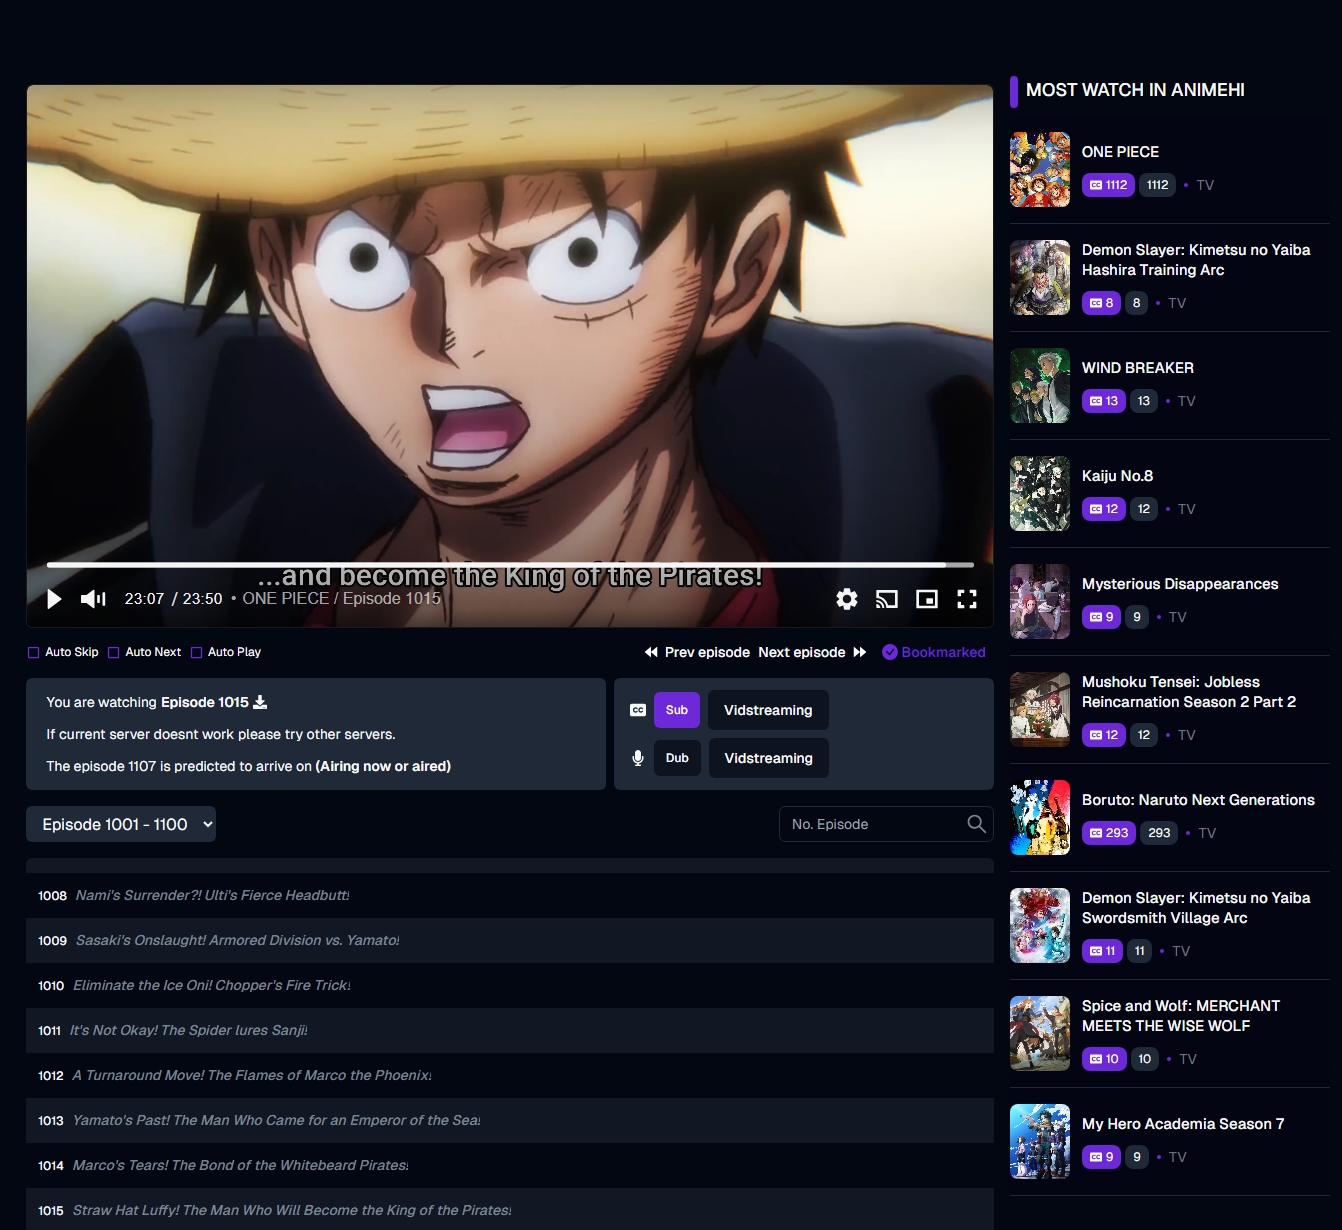 ...and become the King of the Pirates!
23:07 / 23:50 • ONE PIECE / Episode 1015
Auto Skip Auto Next Auto Play
Prev episode Next episode Bookmarked
You are watching Episode 1015
If current server doesnt work please try other servers.
The episode 1107 is predicted to arrive on (Airing now or aired)
CC Sub Vidstreaming
Dub Vidstreaming
Episode 1001 - 1100
No. Episode
1008 Nami's Surrender?! Ulti's Fierce Headbutt!
1009 Sasaki's Onslaught! Armored Division vs. Yamato!
1010 Eliminate the Ice Oni! Chopper's Fire Trick!
1011 It's Not Okay! The Spider lures Sanji!
1012 A Turnaround Move! The Flames of Marco the Phoenix!
1013 Yamato's Past! The Man Who Came for an Emperor of the Sea!
1014 Marco's Tears! The Bond of the Whitebeard Pirates!
1015 Straw Hat Luffy! The Man Who Will Become the King of the Pirates!
MOST WATCH IN ANIMEHI
ONE PIECE
CC 1112 1112 • TV
Demon Slayer: Kimetsu no Yaiba
Hashira Training Arc
CC 8 8 • TV
WIND BREAKER
CC 13 13 • TV
Kaiju No.8
CC 12 12 • TV
Mysterious Disappearances
CC 9 9 • TV
Mushoku Tensei: Jobless
Reincarnation Season 2 Part 2
CC 12 12 • TV
Boruto: Naruto Next Generations
CC 293 293 • TV
Demon Slayer: Kimetsu no Yaiba
Swordsmith Village Arc
CC 11 11 • TV
Spice and Wolf: MERCHANT
MEETS THE WISE WOLF
CC 10 10 • TV
My Hero Academia Season 7
CC 9 9 • TV